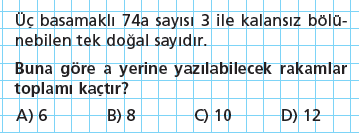 Üç basamaklı 74a sayısı 3 ile kalansız bölü-
nebilen tek doğal sayıdır.
Buna göre a yerine yazılabilecek rakamlar
toplamı kaçtır?
A) 6 B) 8 C) 10 D) 12